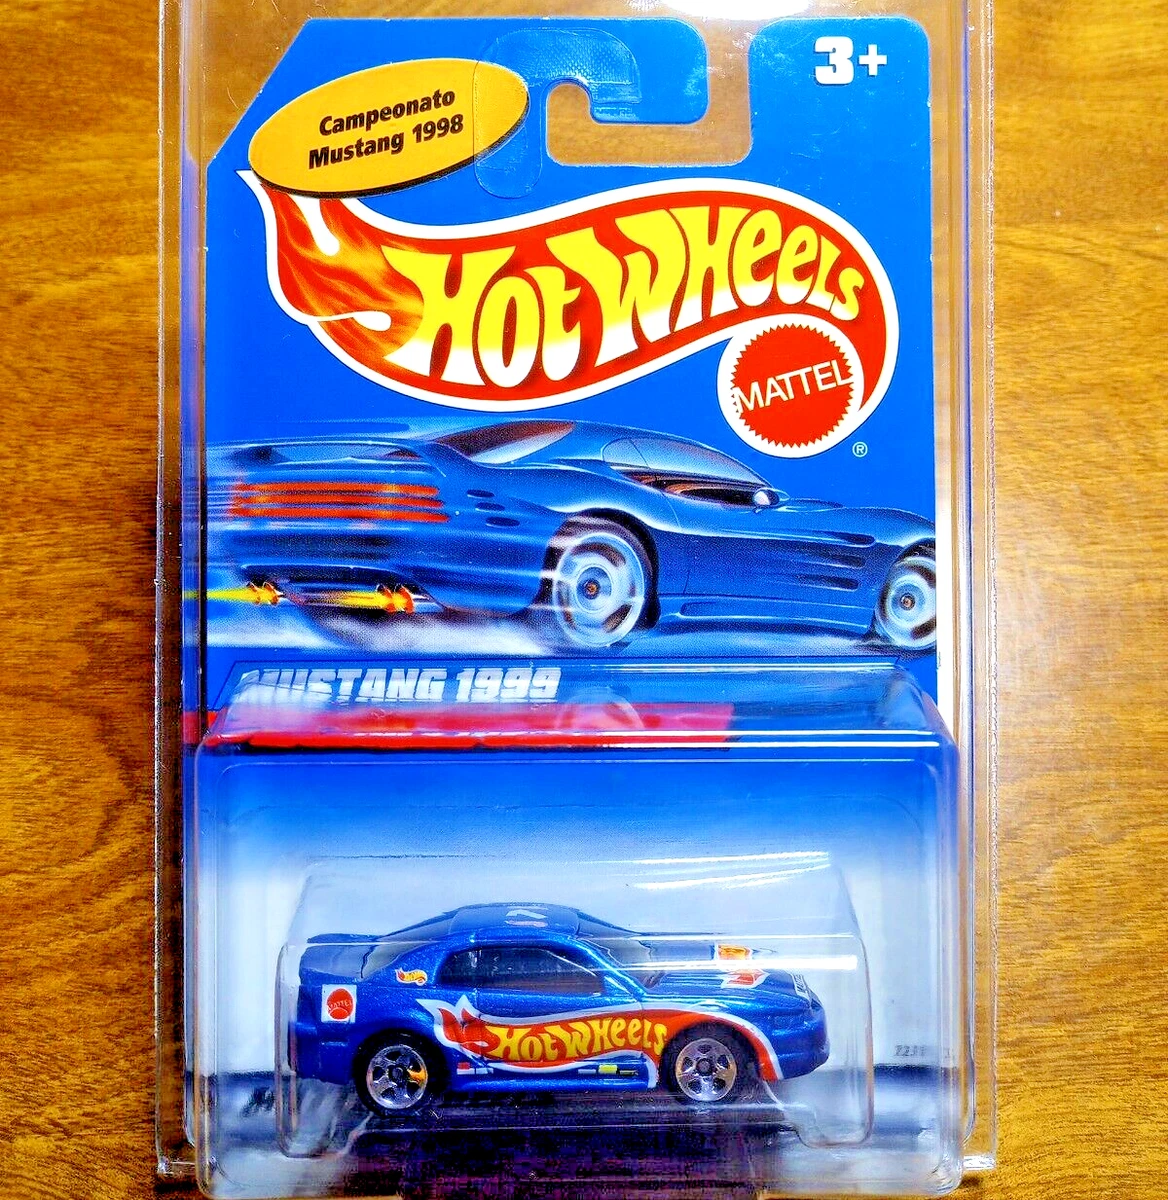 3+
Campeonato
Mustang 1998
HOT WHEELS
MATTEL
®
MUSTANG 1999
MATTEL
HOT WHEELS